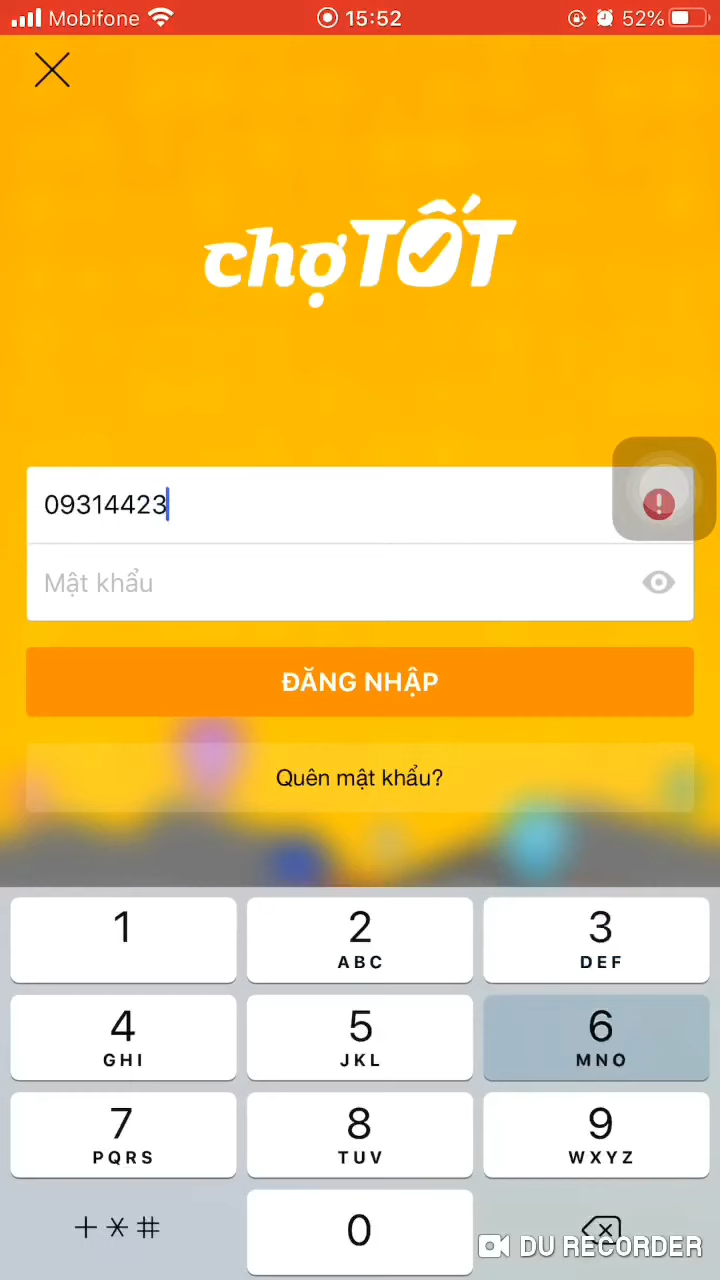 Mobifone 15:52 52%
chợTỐT
09314423
Mật khẩu
ĐĂNG NHẬP
Quên mật khẩu?
1 2 3
ABC DEF
4 5 6
GHI JKL MNO
7 8 9
PQRS TUV WXYZ
+*# 0
DU RECORDER